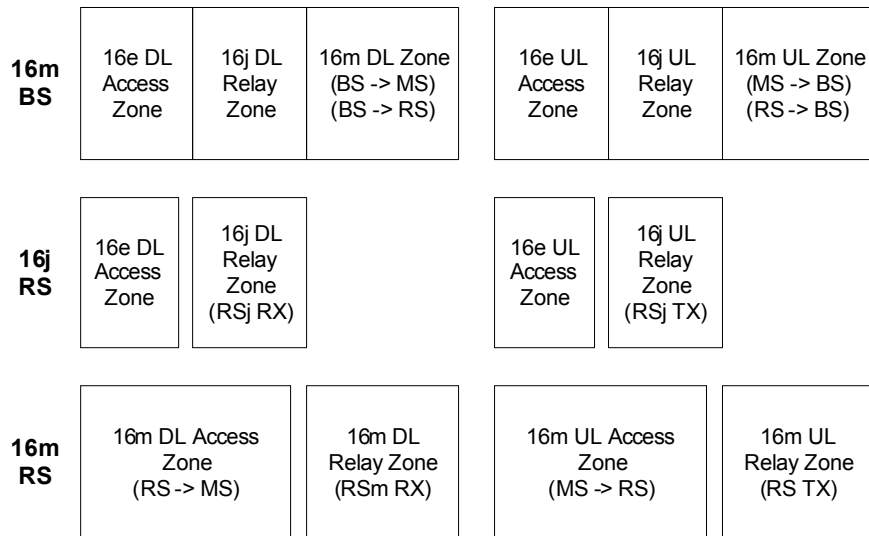 16m
BS
16e DL
Access
Zone
16j DL
Relay
Zone
16m DL Zone
(BS -> MS)
(BS -> RS)
16e UL
Access
Zone
16j UL
Relay
Zone
16m UL Zone
(MS -> BS)
(RS -> BS)
16j
RS
16e DL
Access
Zone
16j DL
Relay
Zone
(RSj RX)
16e UL
Access
Zone
16j UL
Relay
Zone
(RSj TX)
16m
RS
16m DL Access
Zone
(RS -> MS)
16m DL
Relay Zone
(RSm RX)
16m UL Access
Zone
(MS -> RS)
16m UL
Relay Zone
(RS TX)